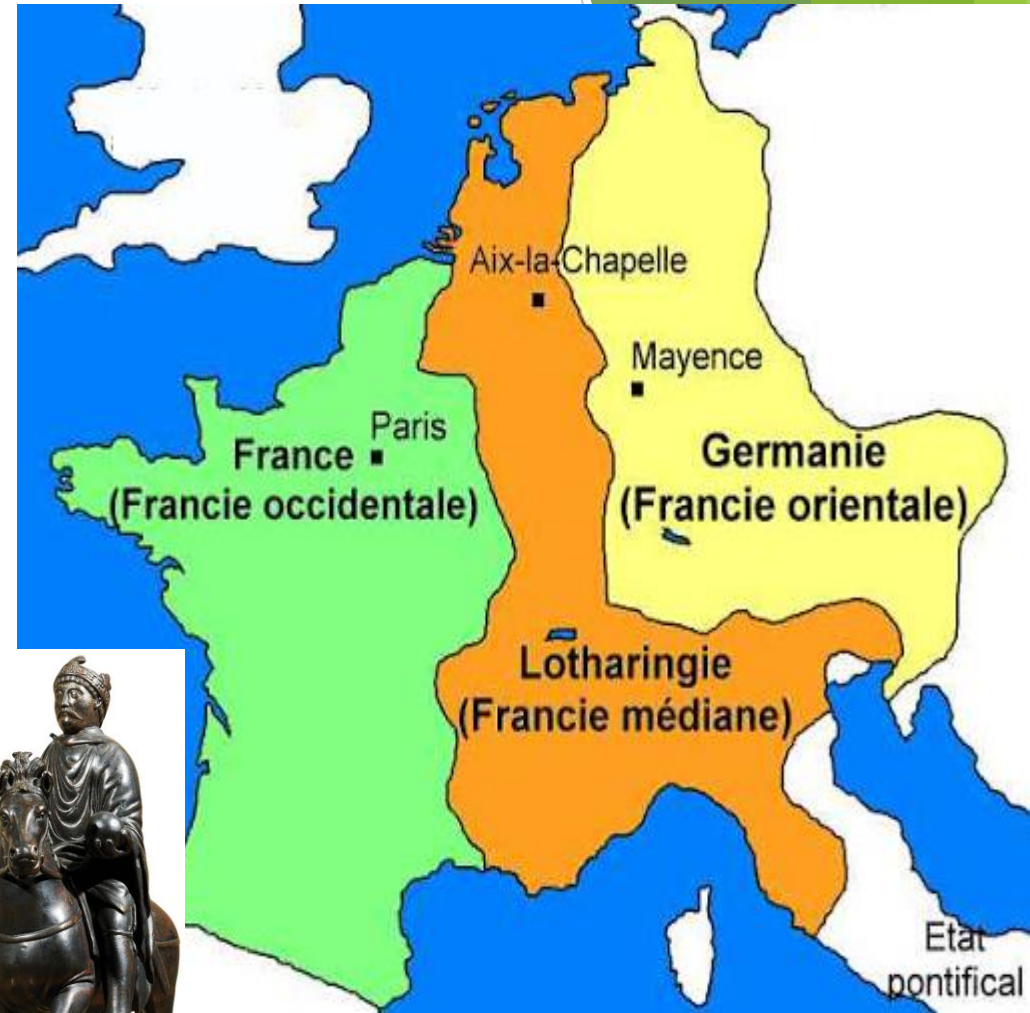 Aix-la-Chapelle
Mayence
Paris
France
(Francie occidentale)
Germanie
(Francie orientale)
Lotharingie
(Francie médiane)
Etat
pontifical